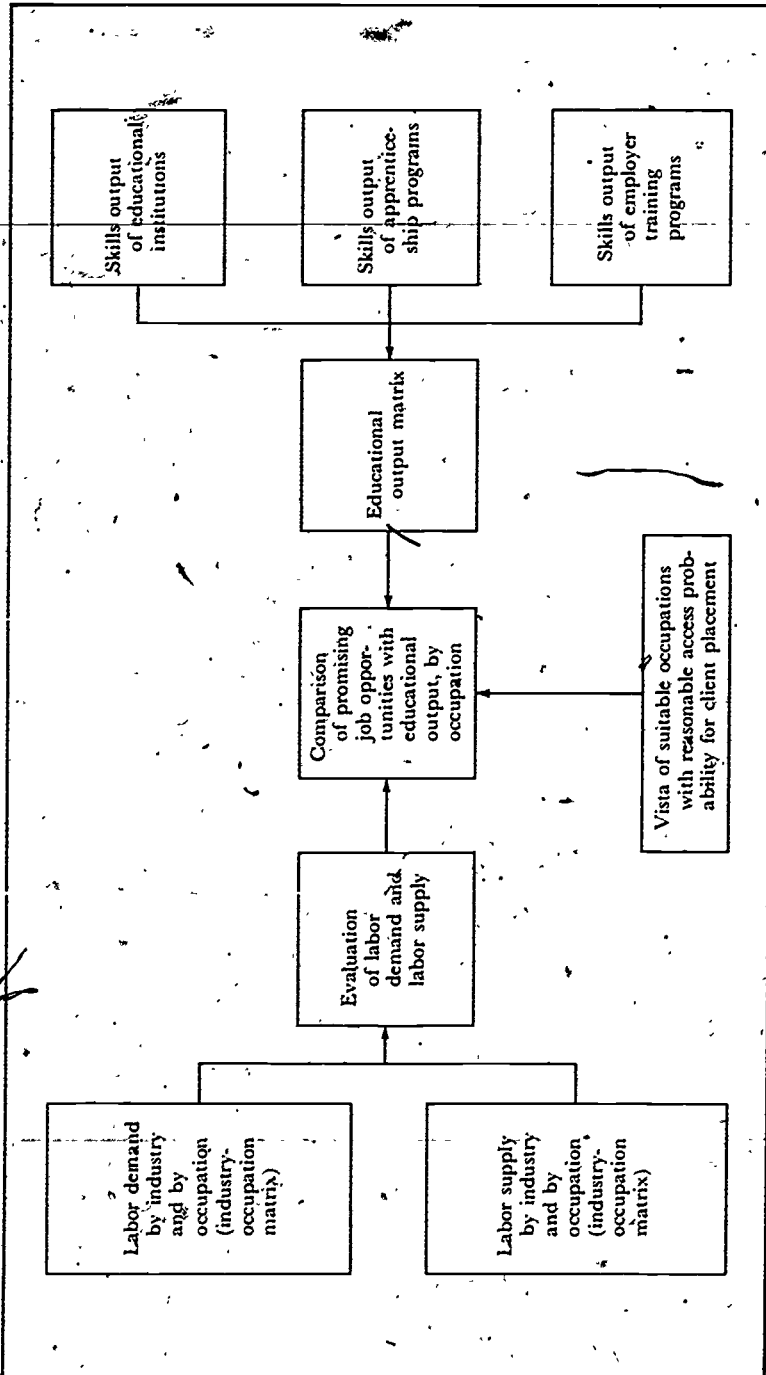 Labor demand
by industry
and by
occupation
(industry-
occupation
matrix)
Labor supply
by industry
and by
occupation
(industry-
occupation
matrix)
Evaluation
of labor
demand and
labor supply
Comparison
of promising
job oppor-
tunities with
educational
output, by
occupation
Vista of suitable occupations
with reasonable access prob-
ability for client placement
Educational
output matrix
Skills output
of educational
institutions
Skills output
of apprentice-
ship programs
Skills output
of employer
training
programs